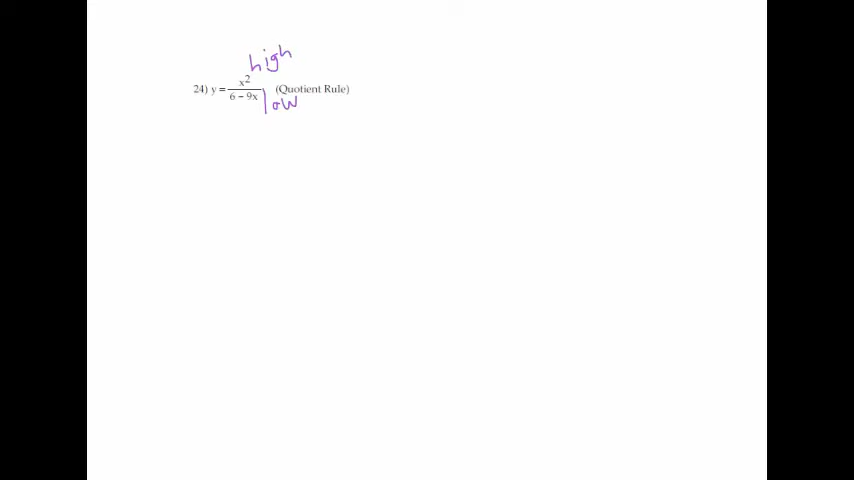 high
24) y = x² / (6 − 9x) (Quotient Rule)
low